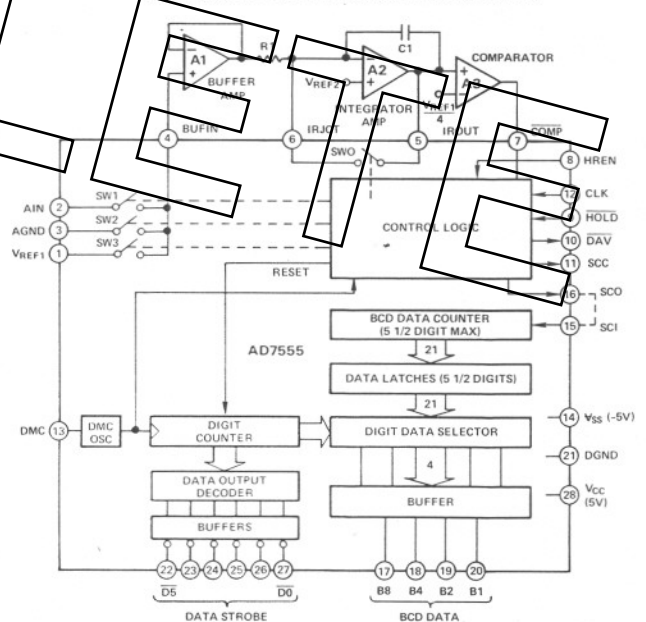 A1
BUFFER
AMP
R1
C1
A2
VREF2
INTEGRATOR
AMP
COMPARATOR
A3
VREF1
4
4 BUFIN
6 IRJCT
5 IROUT
7 COMP
SWO
8 HREN
12 CLK
HOLD
10 DAV
11 SCC
16 SCO
15 SCI
AIN 2 SW1
AGND 3 SW2
VREF1 1 SW3
CONTROL LOGIC
RESET
AD7555
BCD DATA COUNTER
(5 1/2 DIGIT MAX)
21
DATA LATCHES (5 1/2 DIGITS)
21
DMC 13
DMC
OSC
DIGIT
COUNTER
DIGIT DATA SELECTOR
14 VSS (-5V)
21 DGND
28 VCC
(5V)
4
DATA OUTPUT
DECODER
BUFFERS
BUFFER
22 23 24 25 26 27
D5 D0
DATA STROBE
17 18 19 20
B8 B4 B2 B1
BCD DATA